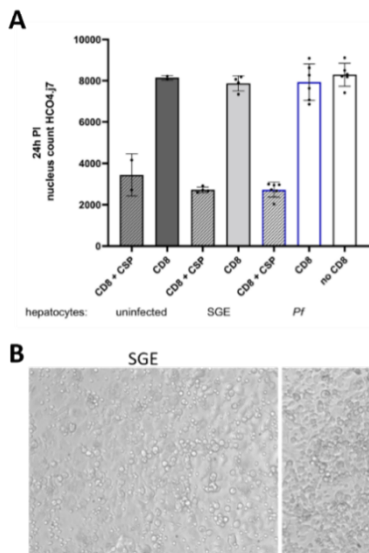 A
24h PI
nucleus count HCO4.j7
10000
8000
6000
4000
2000
0
CD8 + CSP
CD8
CD8 + CSP
CD8
CD8 + CSP
CD8
no CD8
hepatocytes: uninfected SGE Pf
B
SGE